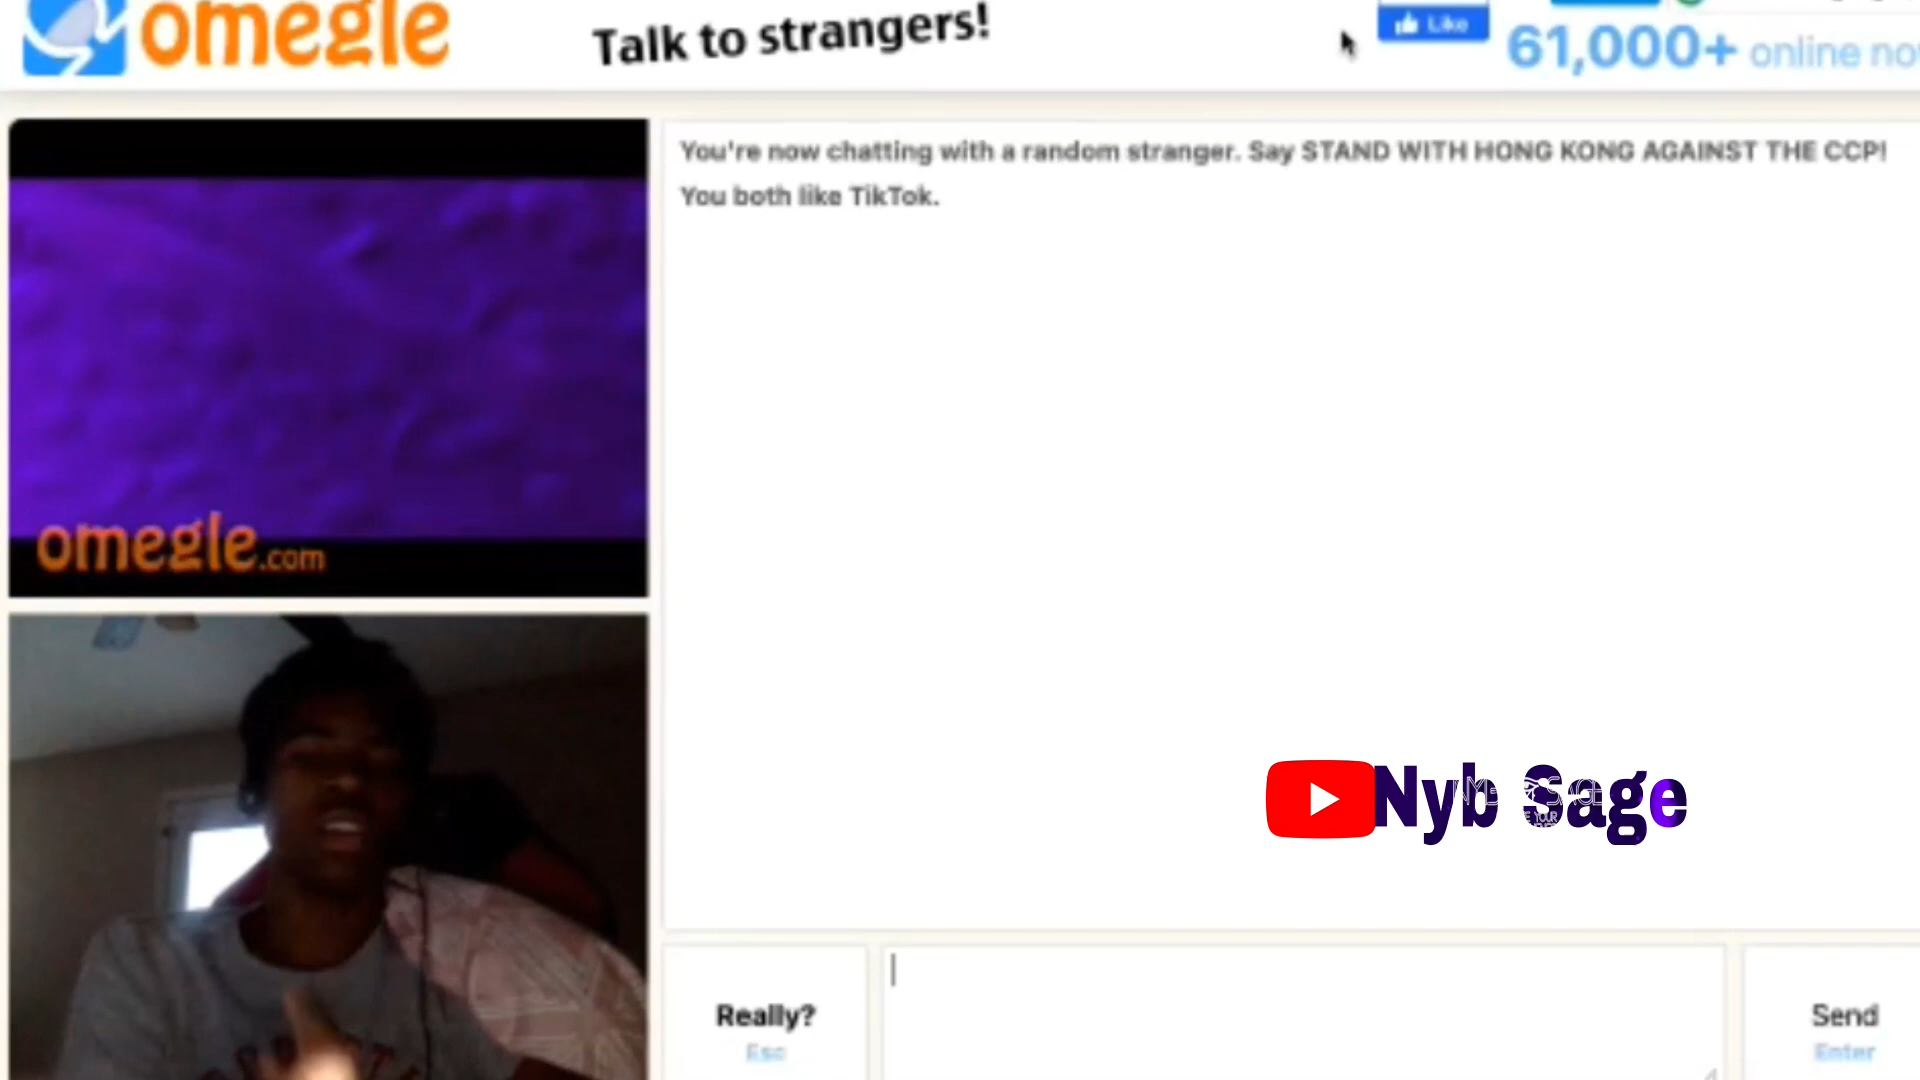 omegle
Talk to strangers!
Like
61,000+ online no
You're now chatting with a random stranger. Say STAND WITH HONG KONG AGAINST THE CCP!
You both like TikTok.
omegle.com
Nyb Sage
Really?
Esc
Send
Enter